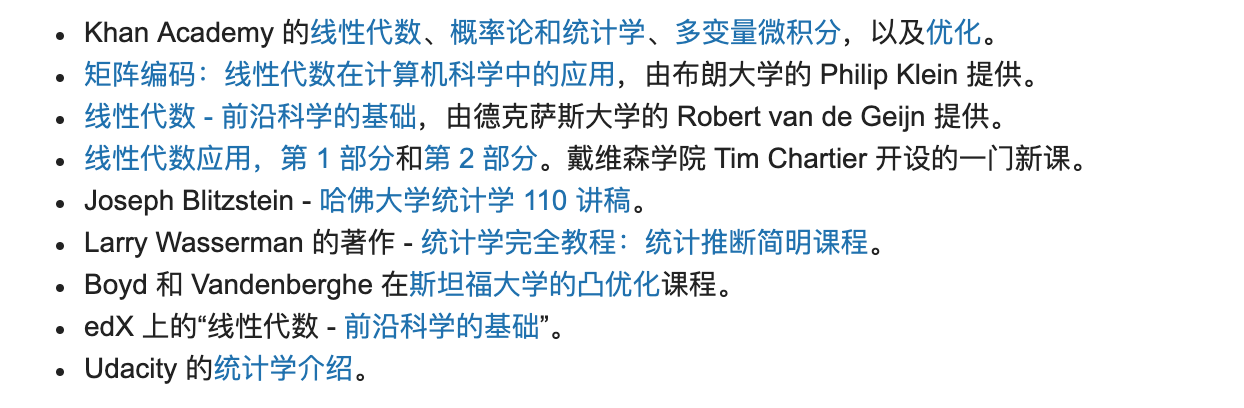 • Khan Academy 的线性代数、概率论和统计学、多变量微积分，以及优化。
• 矩阵编码：线性代数在计算机科学中的应用，由布朗大学的 Philip Klein 提供。
• 线性代数 - 前沿科学的基础，由德克萨斯大学的 Robert van de Geijn 提供。
• 线性代数应用，第 1 部分和第 2 部分。戴维森学院 Tim Chartier 开设的一门新课。
• Joseph Blitzstein - 哈佛大学统计学 110 讲稿。
• Larry Wasserman 的著作 - 统计学完全教程：统计推断简明课程。
• Boyd 和 Vandenberghe 在斯坦福大学的凸优化课程。
• edX 上的“线性代数 - 前沿科学的基础”。
• Udacity 的统计学介绍。